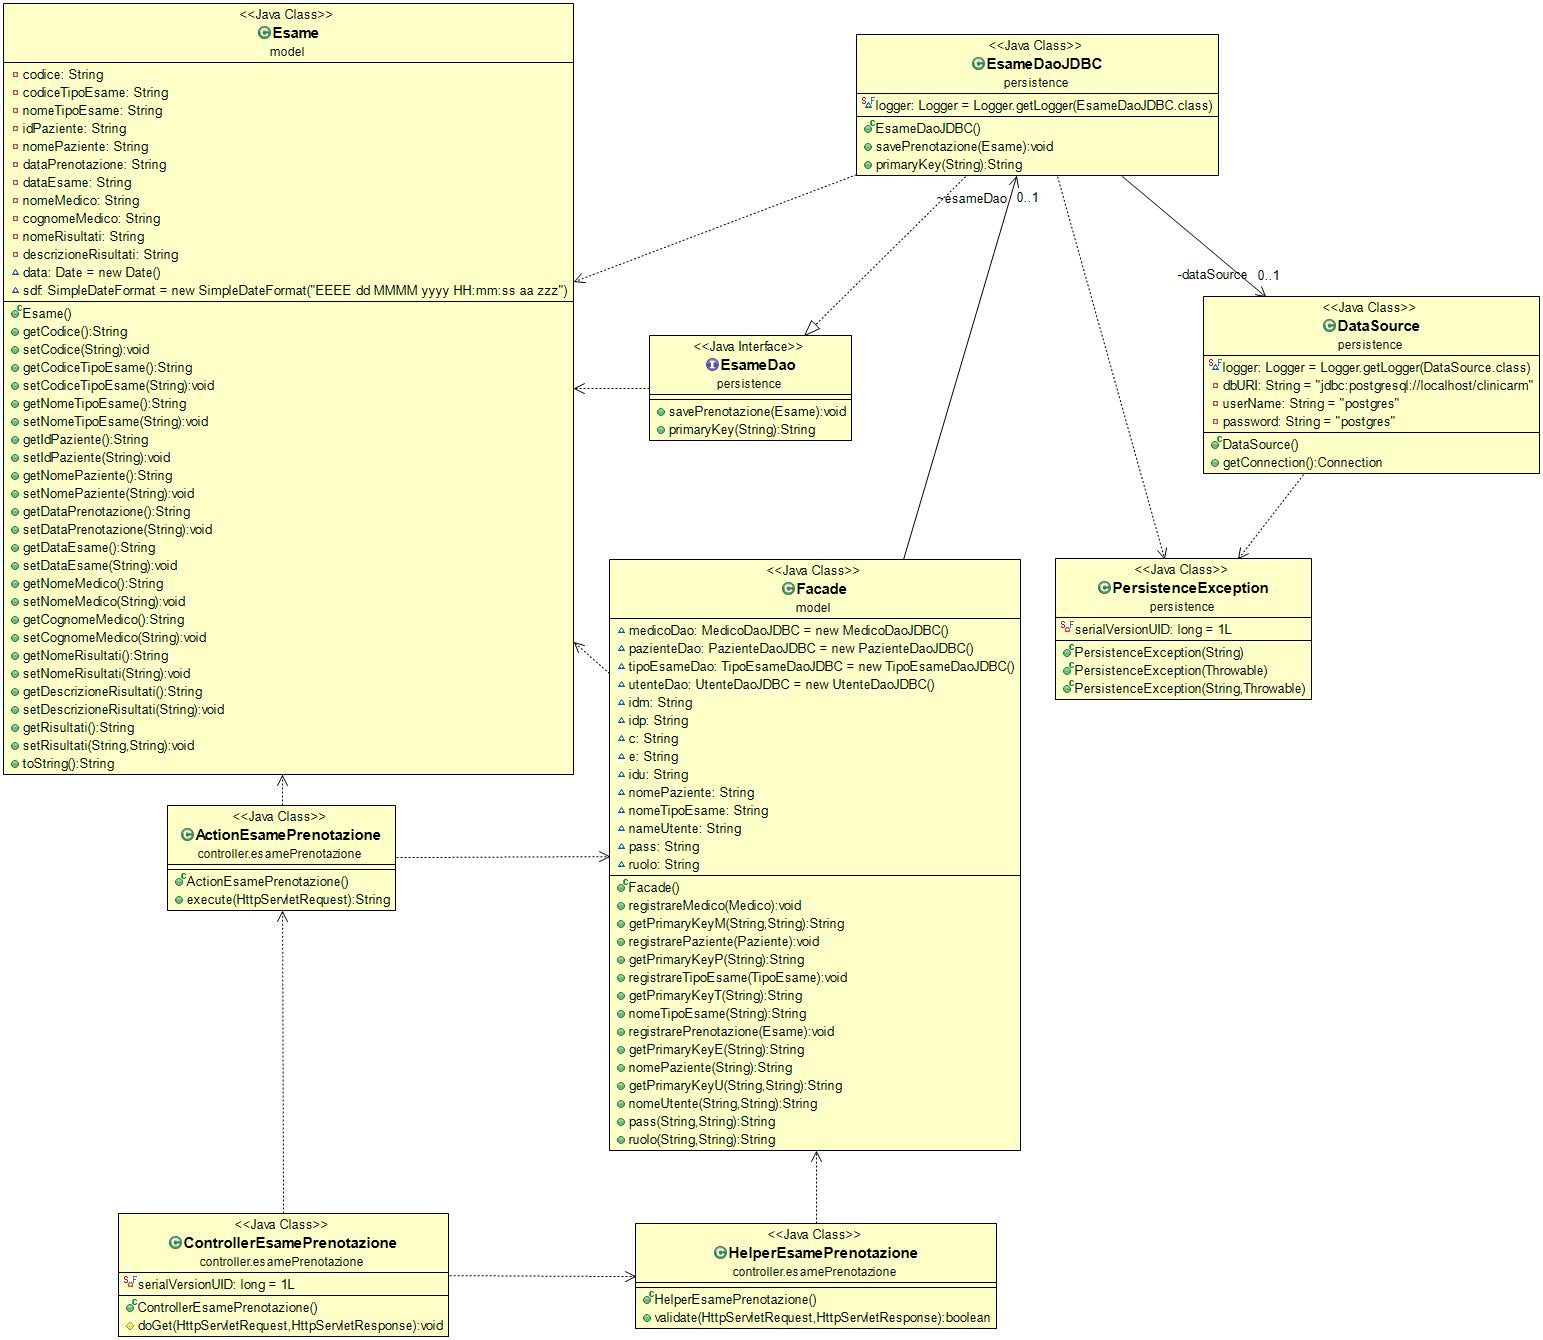 <<Java Class>>
Esame
model
codice: String
codiceTipoEsame: String
nomeTipoEsame: String
idPaziente: String
nomePaziente: String
dataPrenotazione: String
dataEsame: String
nomeMedico: String
cognomeMedico: String
nomeRisultati: String
descrizioneRisultati: String
data: Date = new Date()
sdf: SimpleDateFormat = new SimpleDateFormat("EEEE dd MMMM yyyy HH:mm:ss aa zzz")
Esame()
getCodice():String
setCodice(String):void
getCodiceTipoEsame():String
setCodiceTipoEsame(String):void
getNomeTipoEsame():String
setNomeTipoEsame(String):void
getIdPaziente():String
setIdPaziente(String):void
getNomePaziente():String
setNomePaziente(String):void
getDataPrenotazione():String
setDataPrenotazione(String):void
getDataEsame():String
setDataEsame(String):void
getNomeMedico():String
setNomeMedico(String):void
getCognomeMedico():String
setCognomeMedico(String):void
getNomeRisultati():String
setNomeRisultati(String):void
getDescrizioneRisultati():String
setDescrizioneRisultati(String):void
getRisultati():String
setRisultati(String,String):void
toString():String
<<Java Class>>
EsameDaoJDBC
persistence
logger: Logger = Logger.getLogger(EsameDaoJDBC.class)
EsameDaoJDBC()
savePrenotazione(Esame):void
primaryKey(String):String
~esameDao 0..1
-dataSource 0..1
<<Java Class>>
DataSource
persistence
logger: Logger = Logger.getLogger(DataSource.class)
dbURI: String = "jdbc:postgresql://localhost/clinicarm"
userName: String = "postgres"
password: String = "postgres"
DataSource()
getConnection():Connection
<<Java Interface>>
EsameDao
persistence
savePrenotazione(Esame):void
primaryKey(String):String
<<Java Class>>
PersistenceException
persistence
serialVersionUID: long = 1L
PersistenceException(String)
PersistenceException(Throwable)
PersistenceException(String,Throwable)
<<Java Class>>
Facade
model
medicoDao: MedicoDaoJDBC = new MedicoDaoJDBC()
pazienteDao: PazienteDaoJDBC = new PazienteDaoJDBC()
tipoEsameDao: TipoEsameDaoJDBC = new TipoEsameDaoJDBC()
utenteDao: UtenteDaoJDBC = new UtenteDaoJDBC()
idm: String
idp: String
c: String
e: String
idu: String
nomePaziente: String
nomeTipoEsame: String
nameUtente: String
pass: String
ruolo: String
Facade()
registrareMedico(Medico):void
getPrimaryKeyM(String,String):String
registrarePaziente(Paziente):void
getPrimaryKeyP(String):String
registrareTipoEsame(TipoEsame):void
getPrimaryKeyT(String):String
nomeTipoEsame(String):String
registrarePrenotazione(Esame):void
getPrimaryKeyE(String):String
nomePaziente(String):String
getPrimaryKeyU(String,String):String
nomeUtente(String,String):String
pass(String,String):String
ruolo(String,String):String
<<Java Class>>
ActionEsamePrenotazione
controller.esamePrenotazione
ActionEsamePrenotazione()
execute(HttpServletRequest):String
<<Java Class>>
ControllerEsamePrenotazione
controller.esamePrenotazione
serialVersionUID: long = 1L
ControllerEsamePrenotazione()
doGet(HttpServletRequest,HttpServletResponse):void
<<Java Class>>
HelperEsamePrenotazione
controller.esamePrenotazione
HelperEsamePrenotazione()
validate(HttpServletRequest,HttpServletResponse):boolean